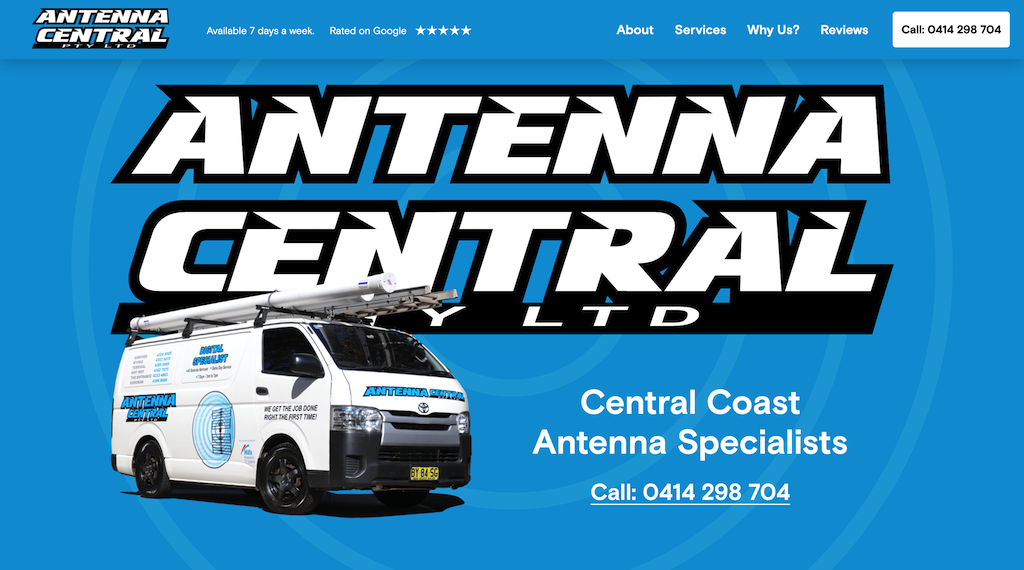 ANTENNA
CENTRAL
PTY LTD
Available 7 days a week.
Rated on Google ★★★★★
About
Services
Why Us?
Reviews
Call: 0414 298 704
ANTENNA
CENTRAL
Y LTD
DIGITAL
SPECIALIST
ANTENNA
CENTRAL
WE GET THE JOB DONE
RIGHT THE FIRST TIME!
Hills
ANTENNA CENTRAL
BY 84 SG
Central Coast
Antenna Specialists
Call: 0414 298 704